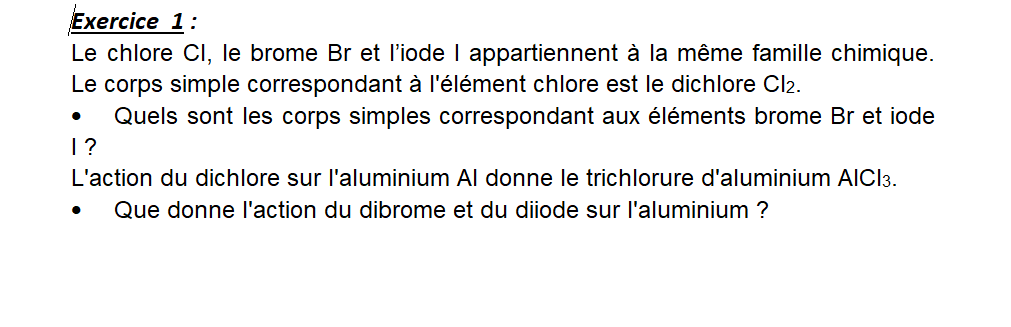 Exercice 1 :
Le chlore Cl, le brome Br et l’iode I appartiennent à la même famille chimique.
Le corps simple correspondant à l'élément chlore est le dichlore Cl2.
• Quels sont les corps simples correspondant aux éléments brome Br et iode
I ?
L'action du dichlore sur l'aluminium Al donne le trichlorure d'aluminium AlCl3.
• Que donne l'action du dibrome et du diiode sur l'aluminium ?